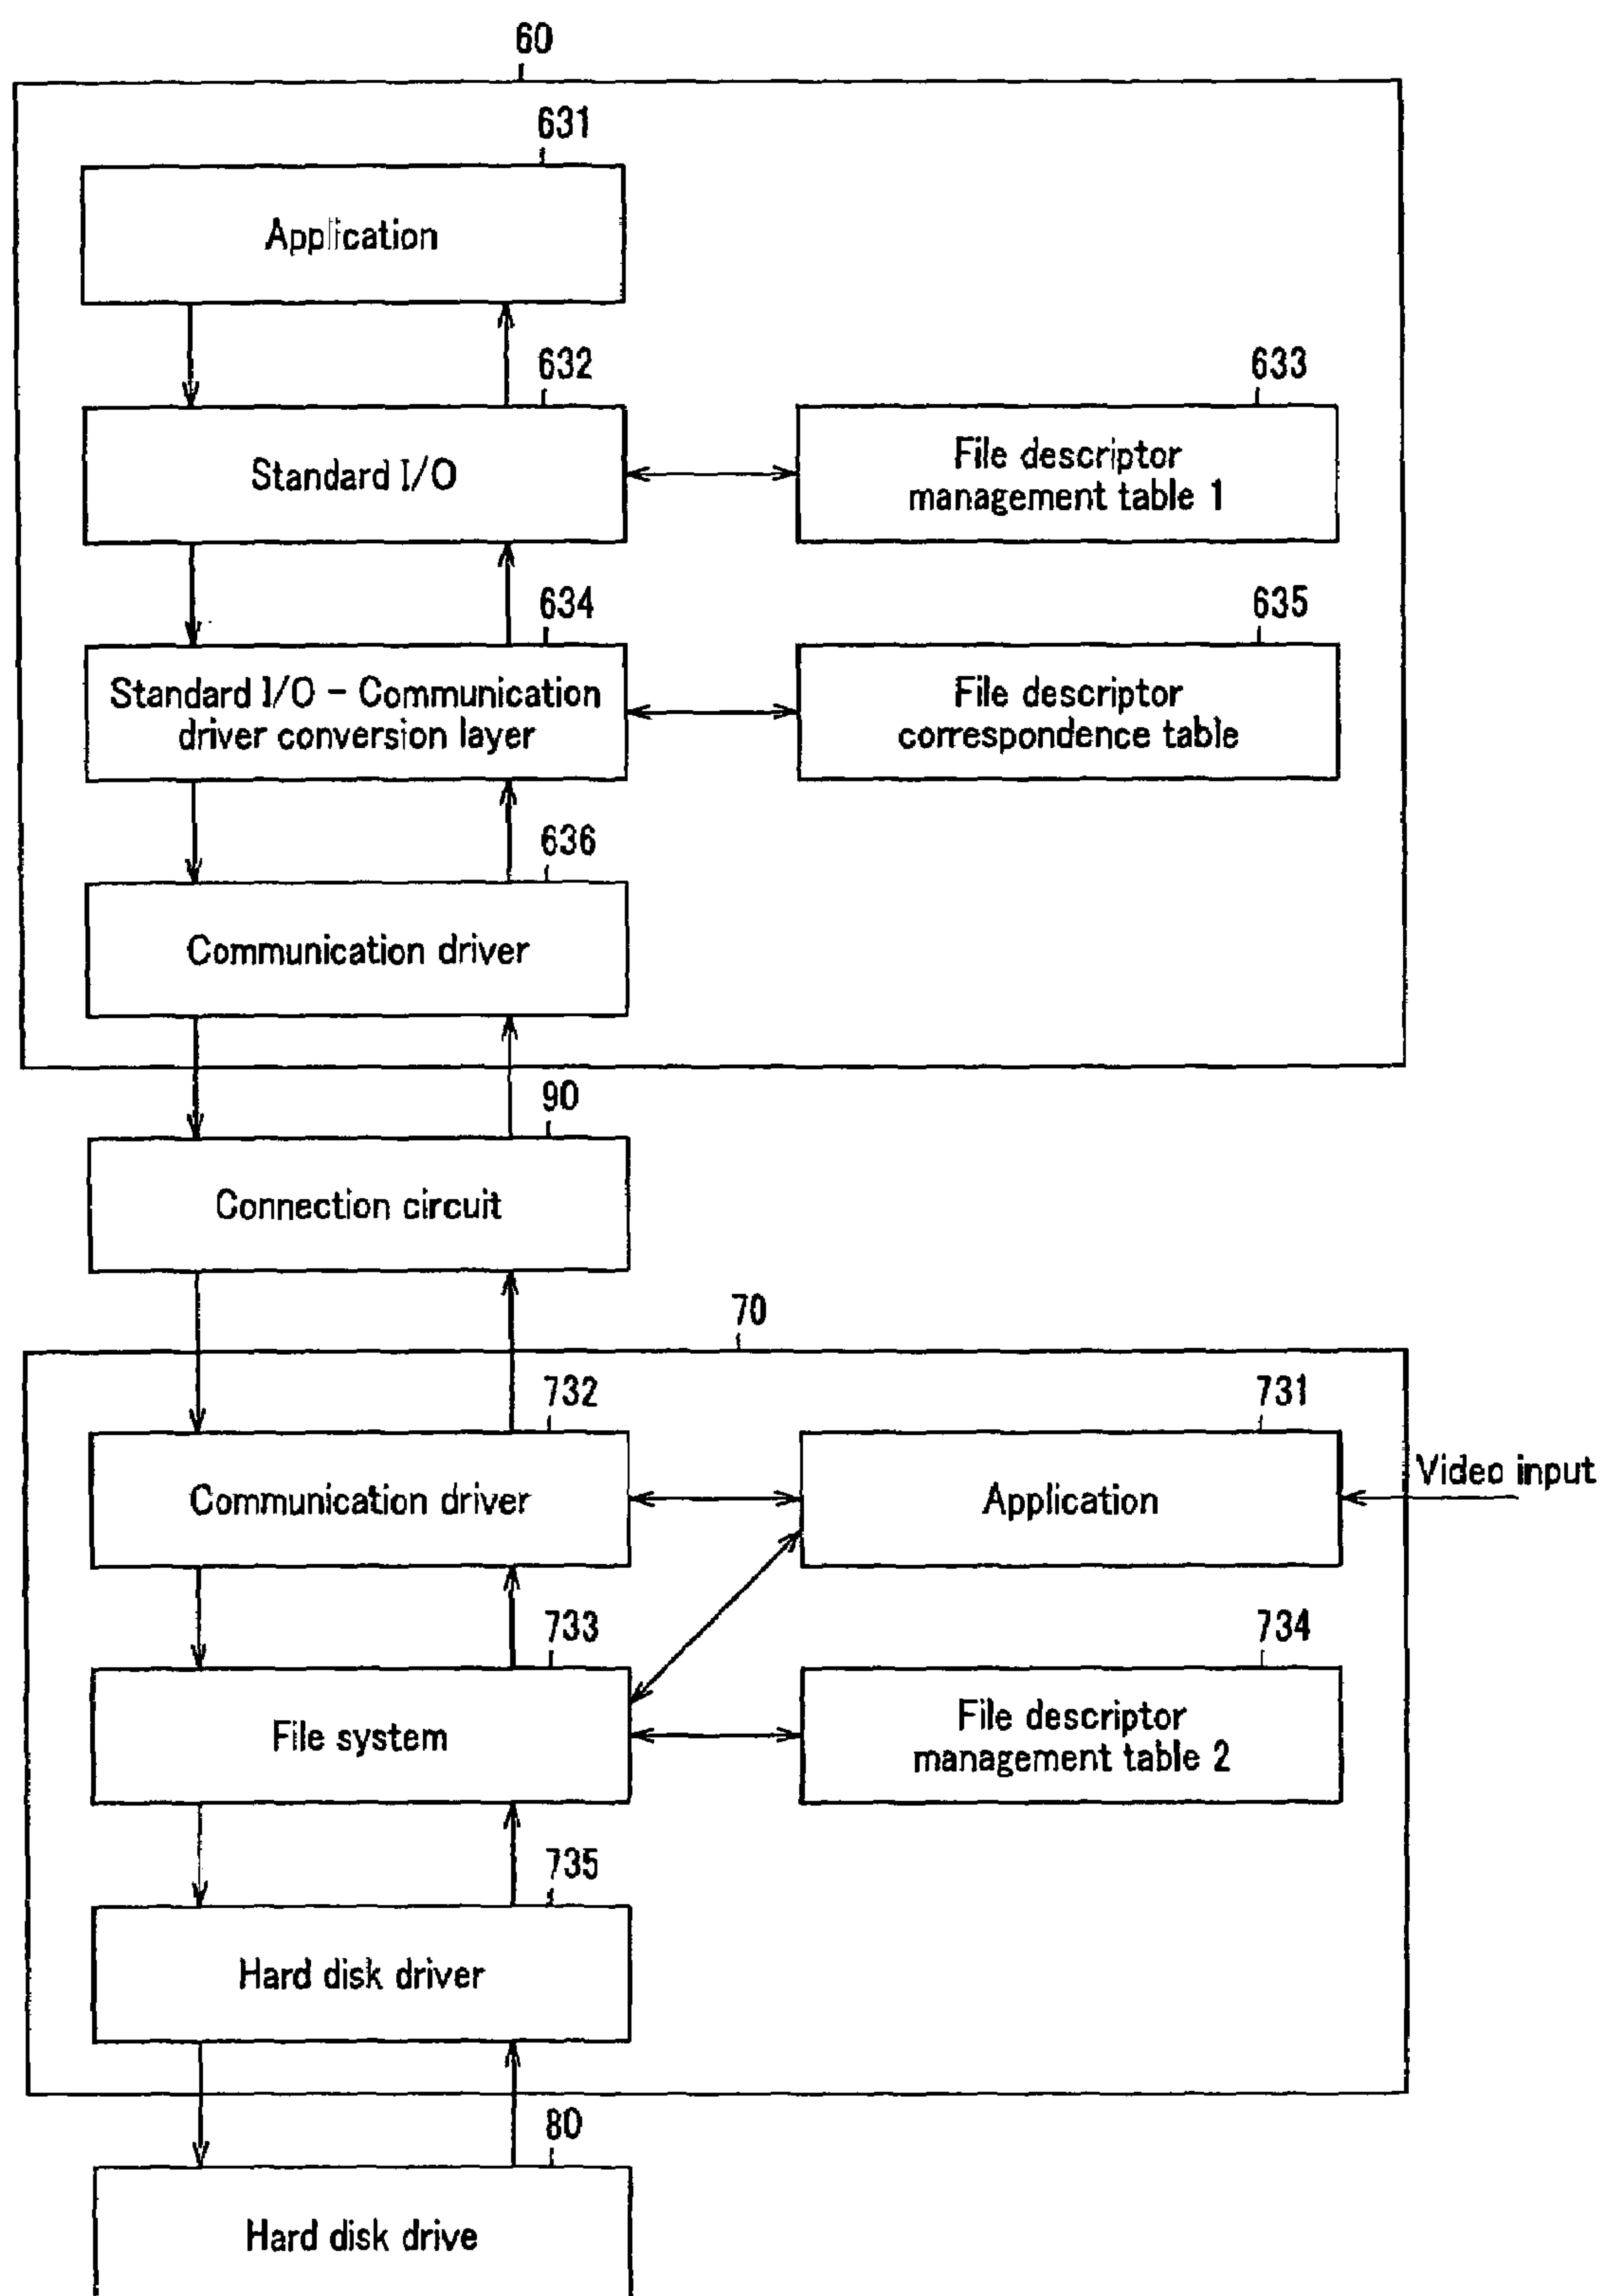 60
631
Application
632
633
Standard I/O
File descriptor
management table 1
634
635
Standard I/O - Communication
driver conversion layer
File descriptor
correspondence table
636
Communication driver
90
Connection circuit
70
732
731
Communication driver
Application
Video input
733
734
File system
File descriptor
management table 2
735
Hard disk driver
80
Hard disk drive